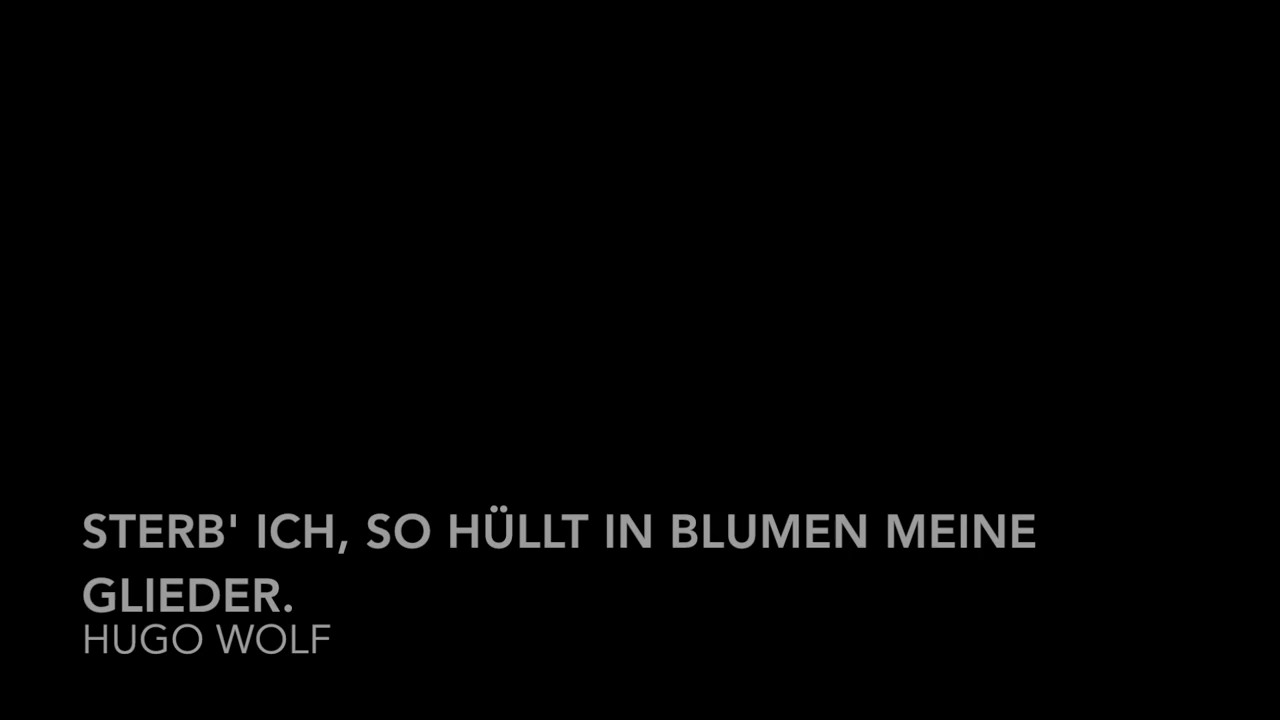 STERB' ICH, SO HÜLLT IN BLUMEN MEINE
GLIEDER.
HUGO WOLF